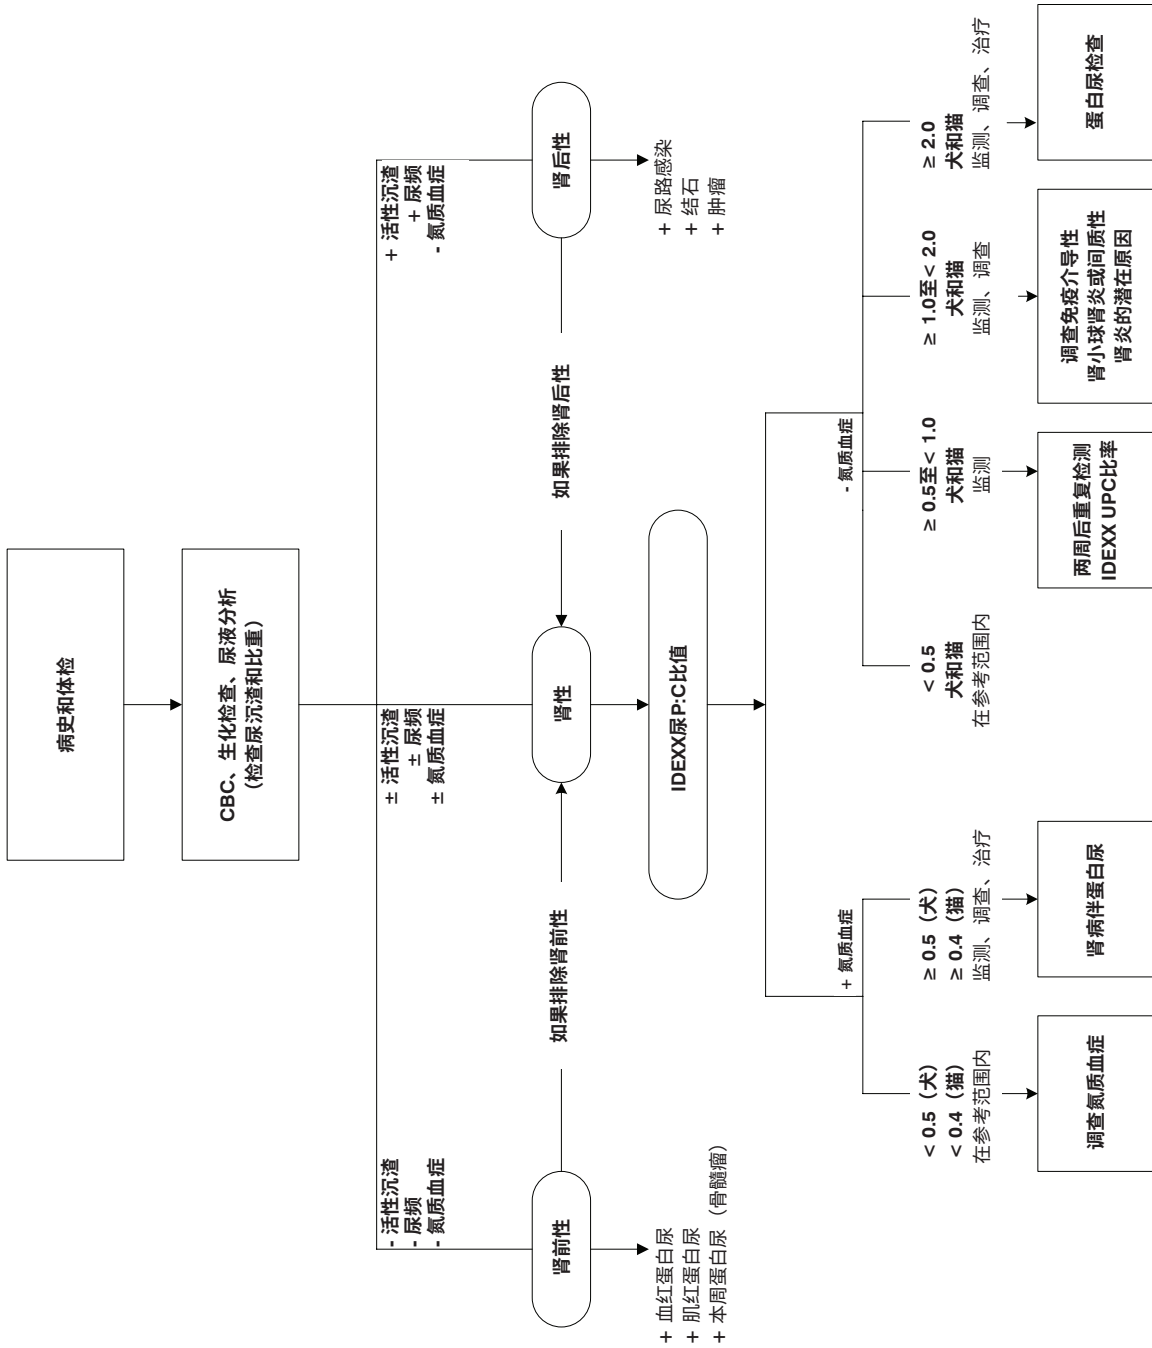 病史和体检
CBC、生化检查、尿液分析
（检查尿沉渣和比重）
- 活性沉渣
- 尿频
- 氮质血症
± 活性沉渣
± 尿频
± 氮质血症
+ 活性沉渣
+ 尿频
- 氮质血症
肾前性
如果排除肾前性
肾性
如果排除肾后性
肾后性
+ 血红蛋白尿
+ 肌红蛋白尿
+ 本周蛋白尿（骨髓瘤）
+ 尿路感染
+ 结石
+ 肿瘤
IDEXX尿P:C比值
+ 氮质血症
- 氮质血症
< 0.5（犬）
< 0.4（猫）
在参考范围内
≥ 0.5（犬）
≥ 0.4（猫）
监测、调查、治疗
< 0.5
犬和猫
在参考范围内
≥ 0.5至< 1.0
犬和猫
监测
≥ 1.0至< 2.0
犬和猫
监测、调查
≥ 2.0
犬和猫
监测、调查、治疗
调查氮质血症
肾病伴蛋白尿
两周后重复检测
IDEXX UPC比率
调查免疫介导性
肾小球肾炎或间质性
肾炎的潜在原因
蛋白尿检查